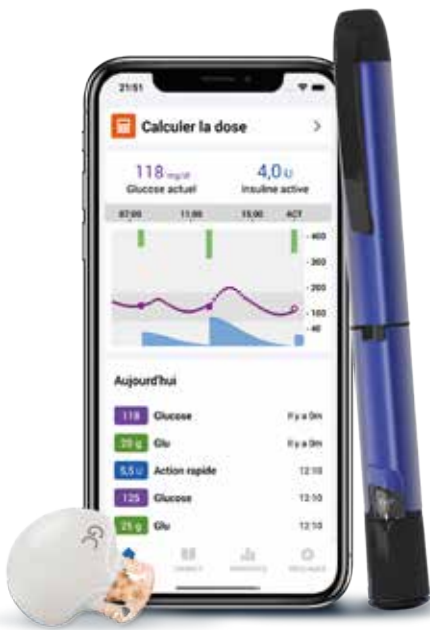 21:51
Calculer la dose
118 mg/dl 4,0 U
Glucose actuel Insuline active
07:00 11:00 15:00 ACT
400
300
200
100
40
Aujourd'hui
118 Glucose Il y a 0m
Glu Il y a 0m
5,5 U Action rapide 12:10
125 Glucose 12:10
25 g Glu 12:10
GC